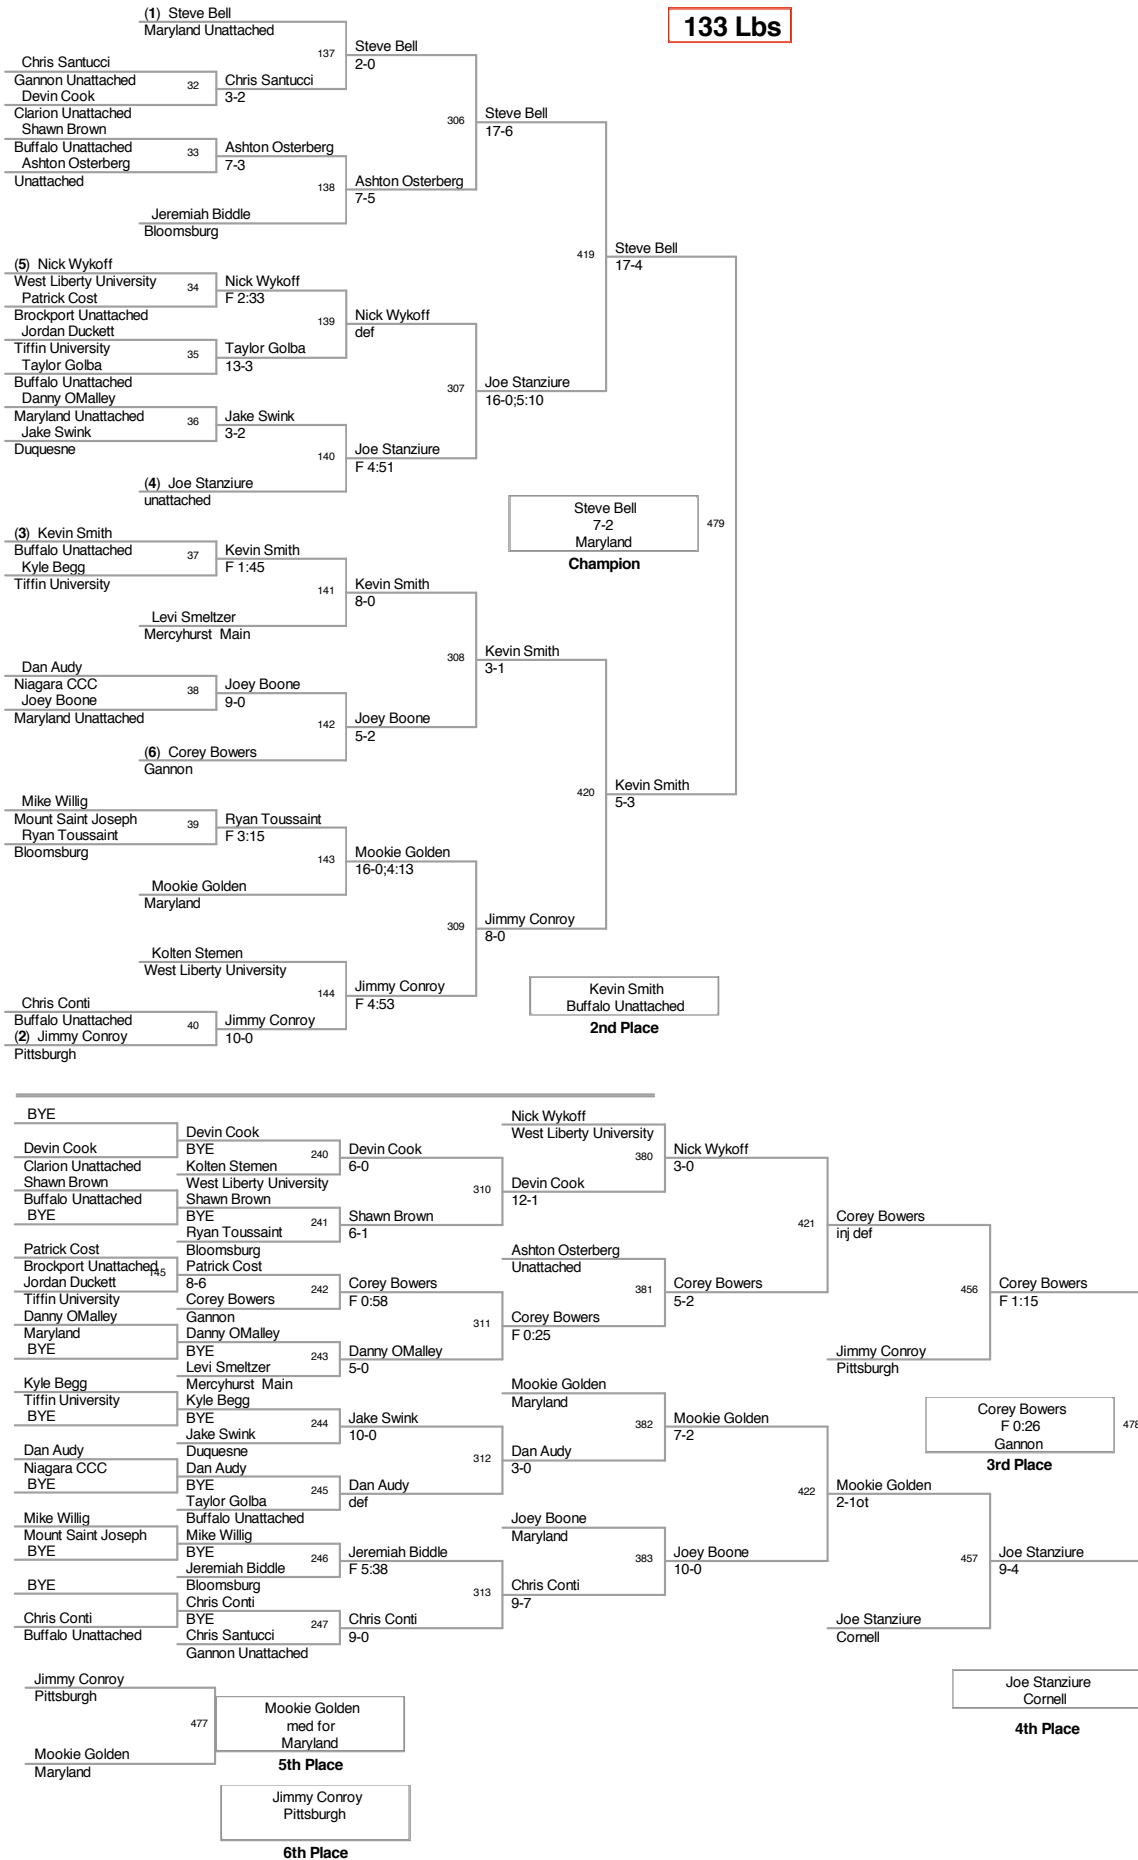 133 Lbs
(1) Steve Bell
Maryland Unattached
137
Steve Bell
2-0
Chris Santucci
Gannon Unattached
32
Chris Santucci
3-2
Devin Cook
Clarion Unattached
306
Steve Bell
17-6
Shawn Brown
Buffalo Unattached
33
Ashton Osterberg
7-3
Ashton Osterberg
Unattached
138
Ashton Osterberg
7-5
Jeremiah Biddle
Bloomsburg
419
Steve Bell
17-4
(5) Nick Wykoff
West Liberty University
34
Nick Wykoff
F 2:33
Patrick Cost
Brockport Unattached
139
Nick Wykoff
def
Jordan Duckett
Tiffin University
35
Taylor Golba
13-3
Taylor Golba
Buffalo Unattached
307
Joe Stanziure
16-0;5:10
Danny OMalley
Maryland Unattached
36
Jake Swink
3-2
Jake Swink
Duquesne
140
Joe Stanziure
F 4:51
(4) Joe Stanziure
unattached
Steve Bell
7-2
Maryland
479
Champion
(3) Kevin Smith
Buffalo Unattached
37
Kevin Smith
F 1:45
Kyle Begg
Tiffin University
141
Kevin Smith
8-0
Levi Smeltzer
Mercyhurst Main
308
Kevin Smith
3-1
Dan Audy
Niagara CCC
38
Joey Boone
9-0
Joey Boone
Maryland Unattached
142
Joey Boone
5-2
(6) Corey Bowers
Gannon
420
Kevin Smith
5-3
Mike Willig
Mount Saint Joseph
39
Ryan Toussaint
F 3:15
Ryan Toussaint
Bloomsburg
143
Mookie Golden
16-0;4:13
Mookie Golden
Maryland
309
Jimmy Conroy
8-0
Kolten Stemen
West Liberty University
144
Jimmy Conroy
F 4:53
Chris Conti
Buffalo Unattached
40
Jimmy Conroy
10-0
(2) Jimmy Conroy
Pittsburgh
Kevin Smith
Buffalo Unattached
2nd Place
BYE
Devin Cook
BYE
Devin Cook
Clarion Unattached
240
Devin Cook
6-0
Kolten Stemen
West Liberty University
Shawn Brown
Buffalo Unattached
310
Devin Cook
12-1
Shawn Brown
BYE
BYE
241
Shawn Brown
6-1
Ryan Toussaint
Bloomsburg
Nick Wykoff
West Liberty University
380
Nick Wykoff
3-0
421
Corey Bowers
inj def
Patrick Cost
Brockport Unattached
145
Patrick Cost
8-6
Jordan Duckett
Tiffin University
242
Corey Bowers
F 0:58
Corey Bowers
Gannon
Ashton Osterberg
Unattached
381
Corey Bowers
5-2
311
Corey Bowers
F 0:25
Danny OMalley
Maryland
Danny OMalley
BYE
BYE
243
Danny OMalley
5-0
Levi Smeltzer
Mercyhurst Main
456
Corey Bowers
F 1:15
Jimmy Conroy
Pittsburgh
Kyle Begg
Tiffin University
Kyle Begg
BYE
BYE
244
Jake Swink
10-0
Jake Swink
Duquesne
Mookie Golden
Maryland
382
Mookie Golden
7-2
Corey Bowers
F 0:26
Gannon
478
3rd Place
312
Dan Audy
3-0
Dan Audy
Niagara CCC
Dan Audy
BYE
BYE
245
Dan Audy
def
Taylor Golba
Buffalo Unattached
422
Mookie Golden
2-1ot
Mike Willig
Mount Saint Joseph
Mike Willig
BYE
BYE
246
Jeremiah Biddle
F 5:38
Jeremiah Biddle
Bloomsburg
Joey Boone
Maryland
383
Joey Boone
10-0
457
Joe Stanziure
9-4
313
Chris Conti
9-7
BYE
Chris Conti
BYE
Chris Conti
Buffalo Unattached
247
Chris Conti
9-0
Chris Santucci
Gannon Unattached
Joe Stanziure
Cornell
Jimmy Conroy
Pittsburgh
477
Mookie Golden
med for
Maryland
5th Place
Mookie Golden
Maryland
Joe Stanziure
Cornell
4th Place
Jimmy Conroy
Pittsburgh
6th Place